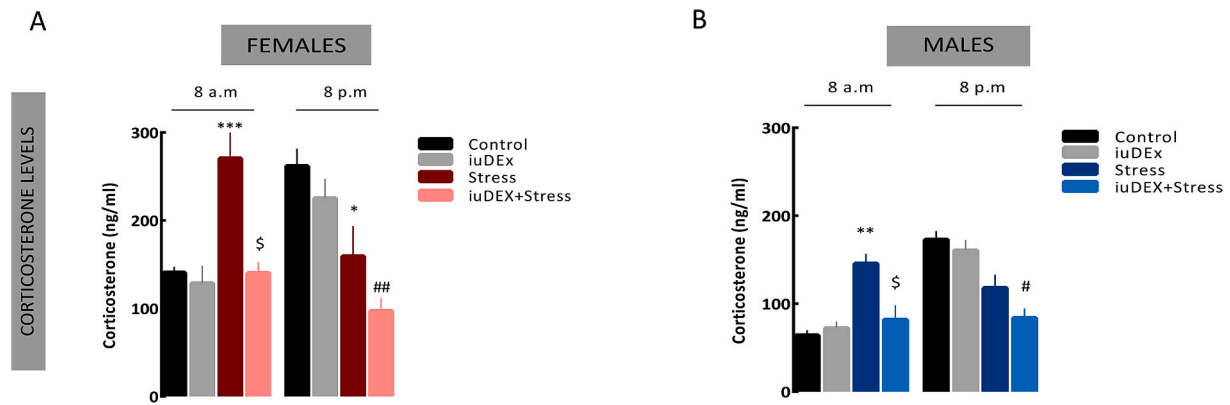 A
FEMALES
8 a.m
8 p.m
CORTICOSTERONE LEVELS
Corticosterone (ng/ml)
300
200
100
0
***
$
*
##
Control
iuDEx
Stress
iuDEX+Stress
B
MALES
8 a.m
8 p.m
Corticosterone (ng/ml)
300
200
100
0
**
$
#
Control
iuDEx
Stress
iuDEX+Stress